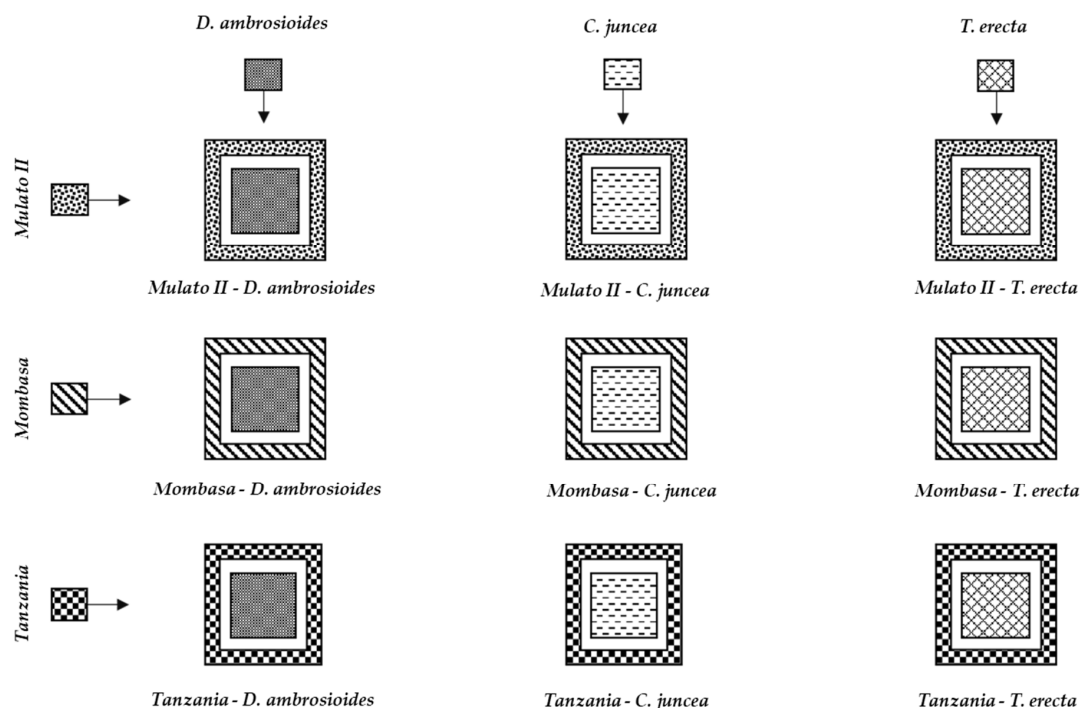 D. ambrosioides
C. juncea
T. erecta
Mulato II
Mulato II - D. ambrosioides
Mulato II - C. juncea
Mulato II - T. erecta
Mombasa
Mombasa - D. ambrosioides
Mombasa - C. juncea
Mombasa - T. erecta
Tanzania
Tanzania - D. ambrosioides
Tanzania - C. juncea
Tanzania - T. erecta